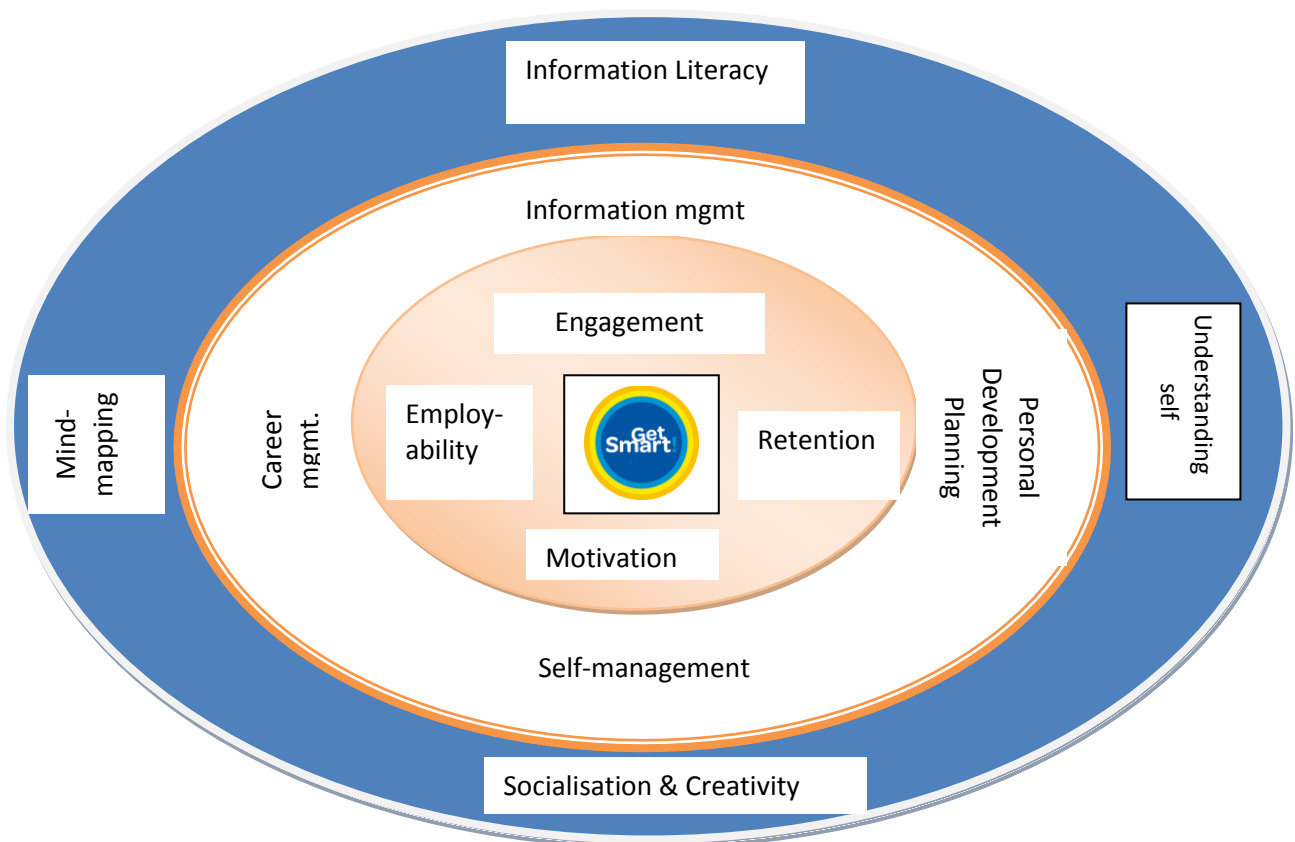 Information Literacy
Information mgmt
Engagement
Understanding
self
Mind-
mapping
Career
mgmt.
Employ-
ability
Get
Smart!
Retention
Personal
Development
Planning
Motivation
Self-management
Socialisation & Creativity